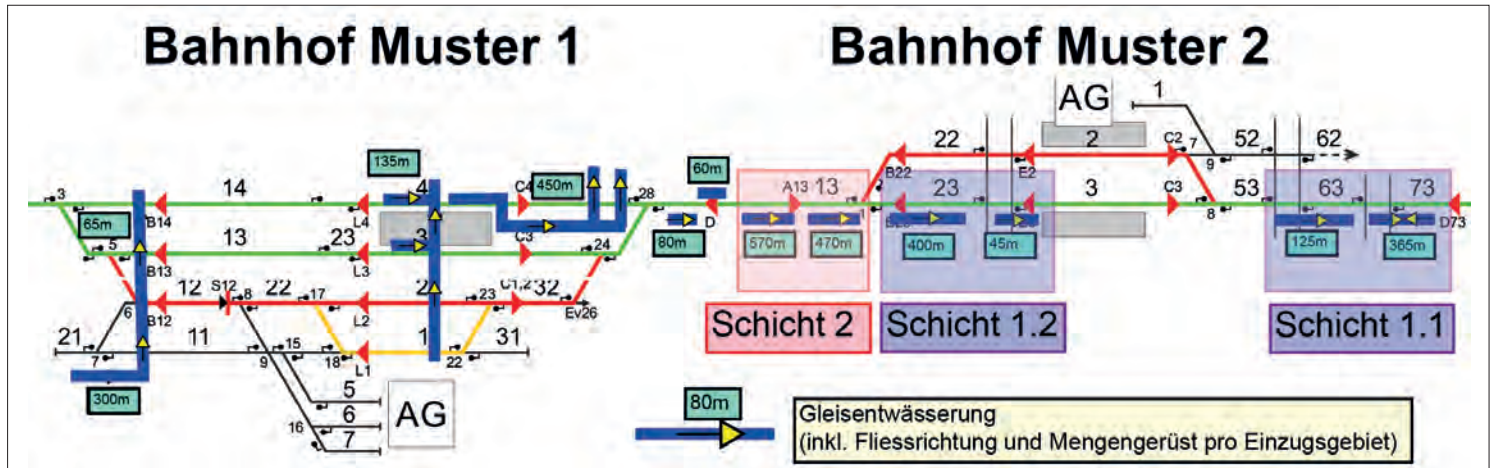 Bahnhof Muster 1
Bahnhof Muster 2
AG
1
135m
22
2
C2
7
52
62
450m
60m
9
3
14
4
C4
28
A13
13
B22
23
E2
3
C3
53
63
73
65m
B14
L4
80m
D
1
8
D73
5
13
23
3
C3
24
570m
470m
400m
45m
125m
365m
B13
L3
12
S12
8
22
17
2
23
C1,2
32
6
B12
L2
Ev26
21
11
15
1
31
7
9
18
L1
22
Schicht 2
Schicht 1.2
Schicht 1.1
300m
5
6
AG
16
7
80m
Gleisentwässerung
(inkl. Fliessrichtung und Mengengerüst pro Einzugsgebiet)